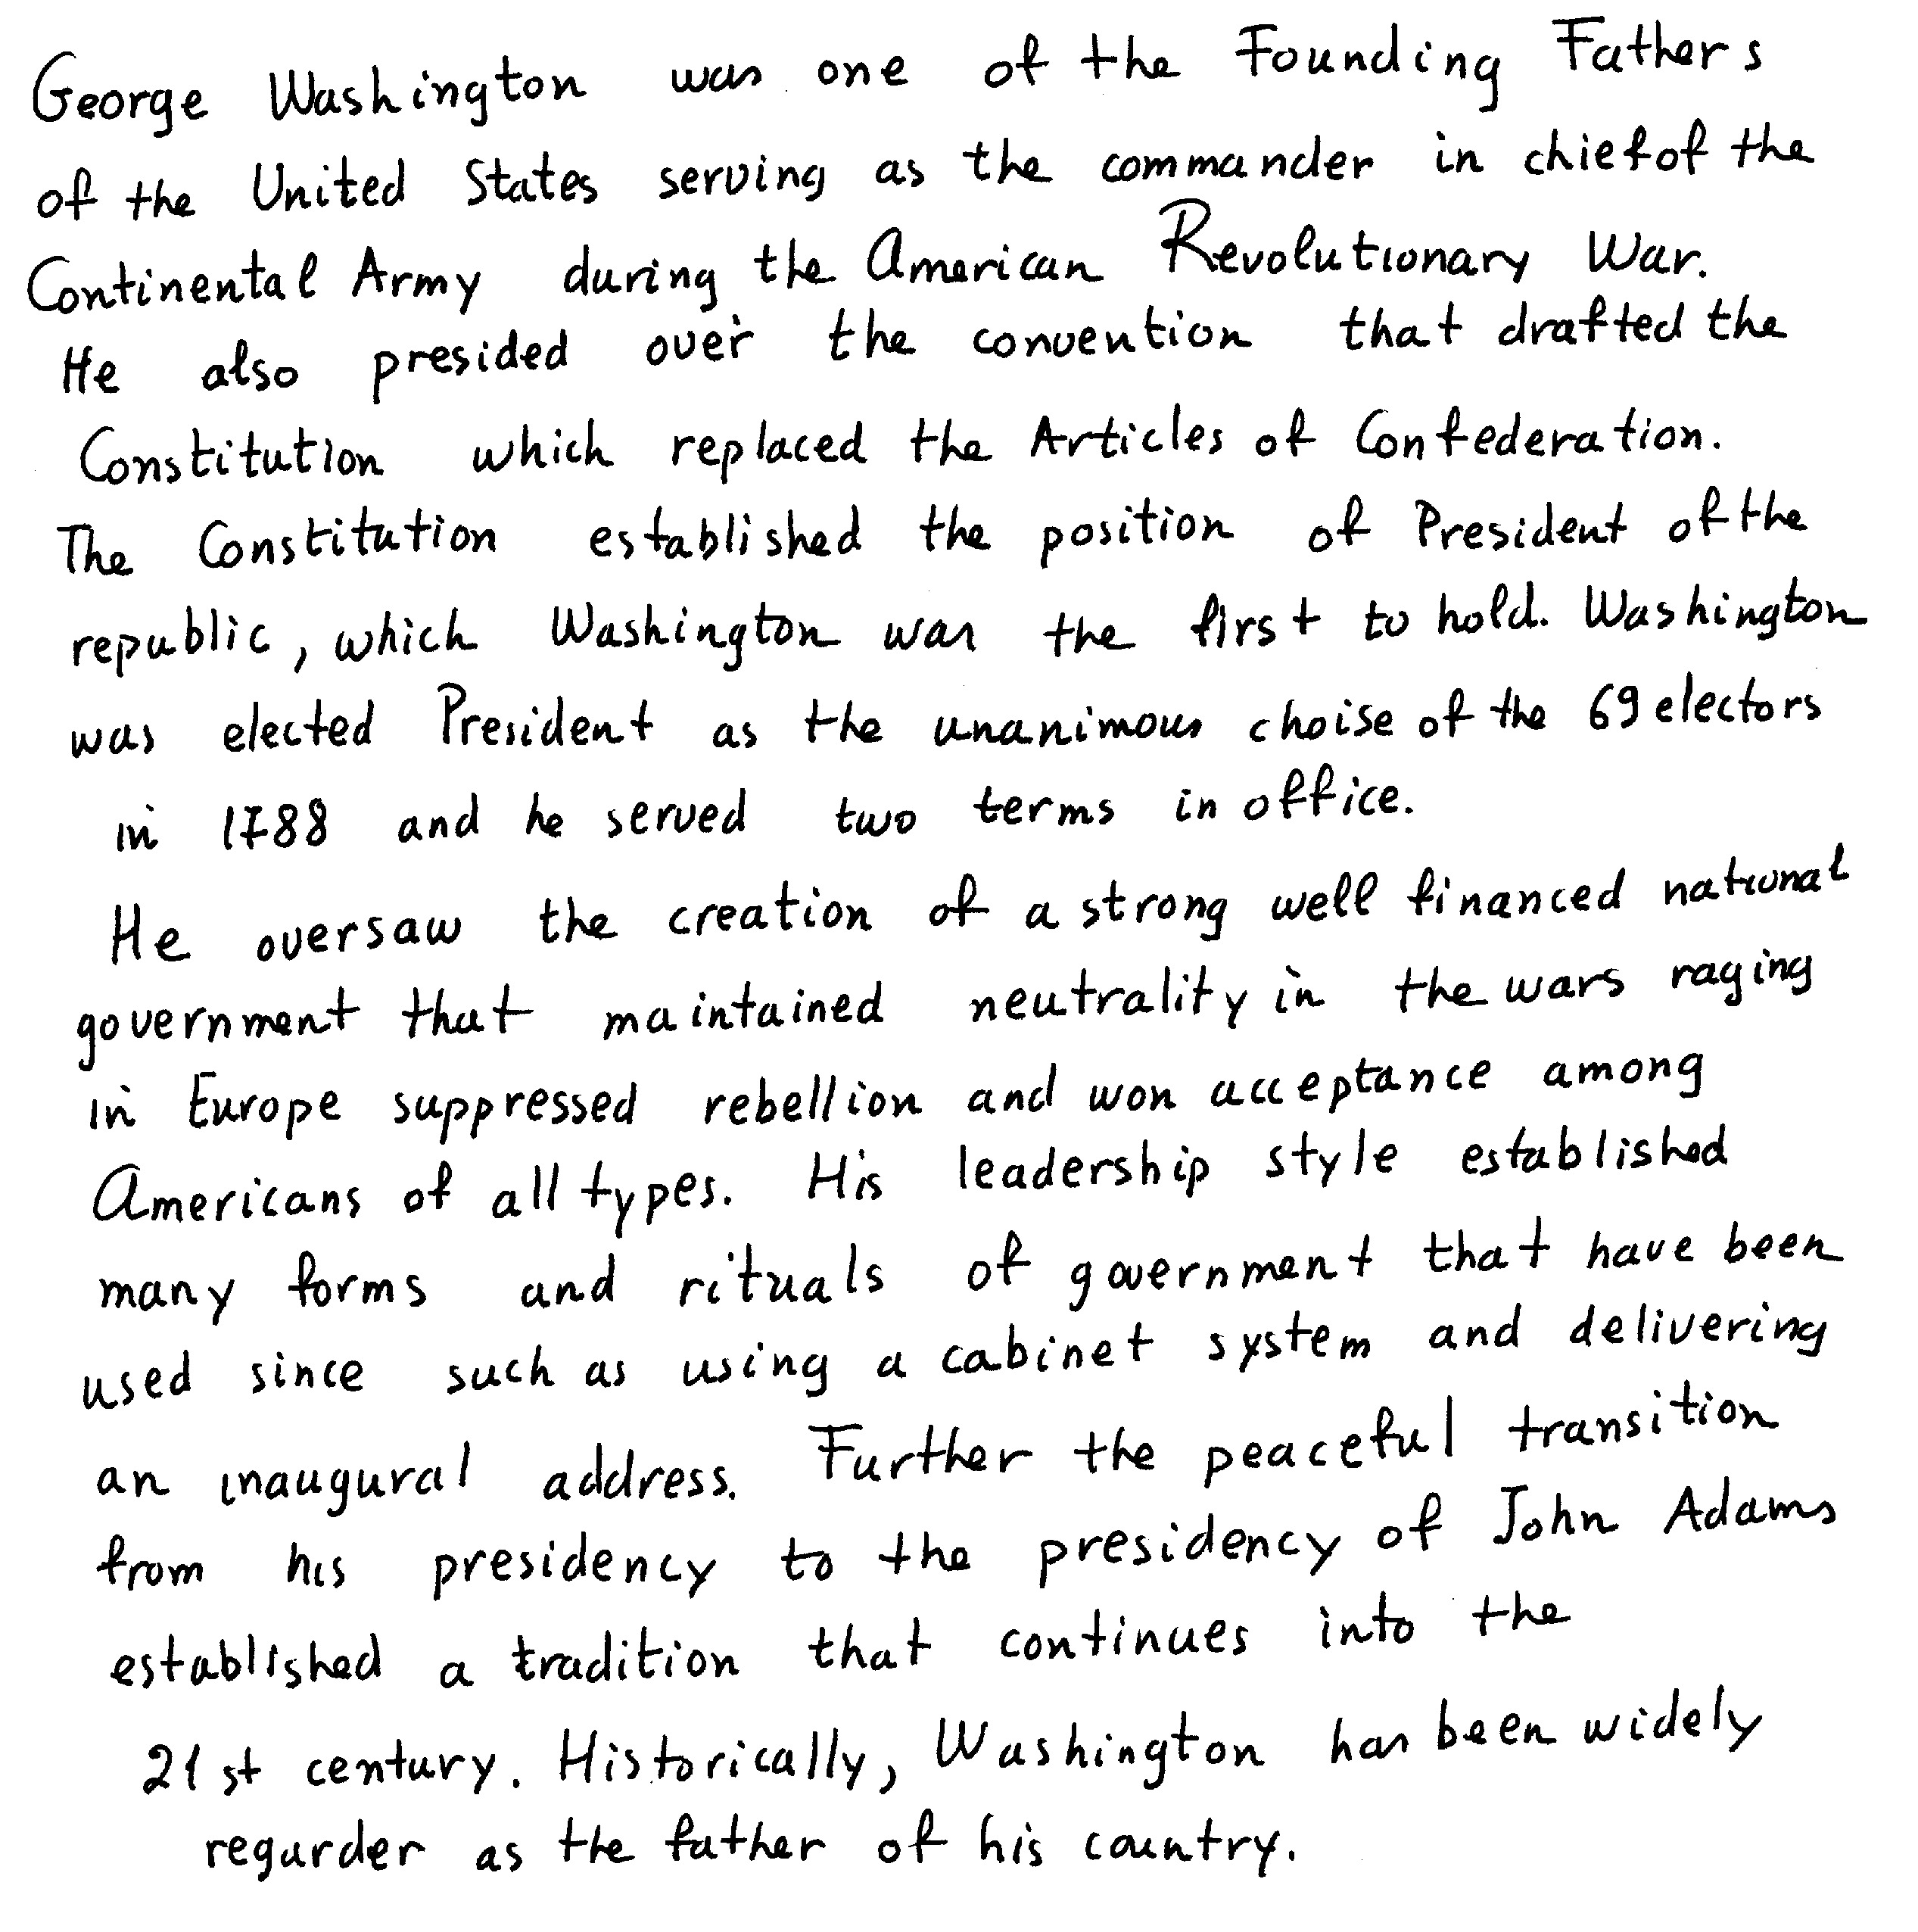 George Washington was one of the Founding Fathers
of the United States serving as the commander in chief of the
Continental Army during the American Revolutionary War.
He also presided over the convention that drafted the
Constitution which replaced the Articles of Confederation.
The Constitution established the position of President of the
republic, which Washington was the first to hold. Washington
was elected President as the unanimous choise of the 69 electors
in 1788 and he served two terms in office.
He oversaw the creation of a strong well financed national
government that maintained neutrality in the wars raging
in Europe suppressed rebellion and won acceptance among
Americans of all types. His leadership style established
many forms and rituals of government that have been
used since such as using a cabinet system and delivering
an inaugural address. Further the peaceful transition
from his presidency to the presidency of John Adams
established a tradition that continues into the
21st century. Historically, Washington has been widely
regarder as the father of his country.